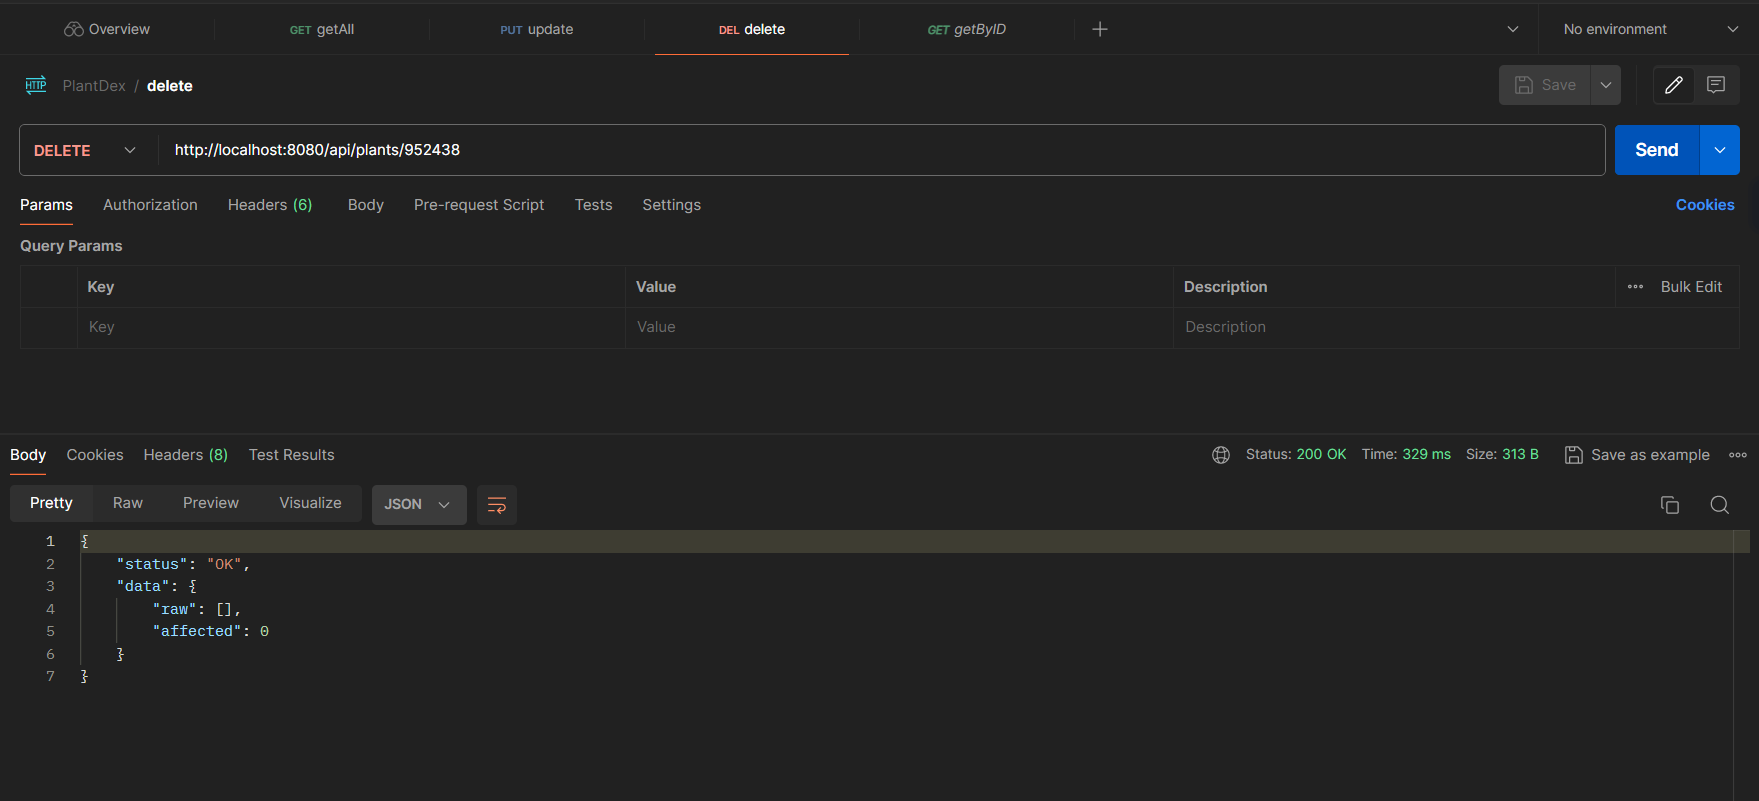 Overview
GET getAll
PUT update
DEL delete
GET getByID
No environment
HTTP PlantDex / delete
Save
DELETE http://localhost:8080/api/plants/952438
Send
Params Authorization Headers (6) Body Pre-request Script Tests Settings Cookies
Query Params
Key Value Description Bulk Edit
Key Value Description
Body Cookies Headers (8) Test Results Status: 200 OK Time: 329 ms Size: 313 B Save as example
Pretty Raw Preview Visualize JSON
1 {
2 "status": "OK",
3 "data": {
4 "raw": [],
5 "affected": 0
6 }
7 }